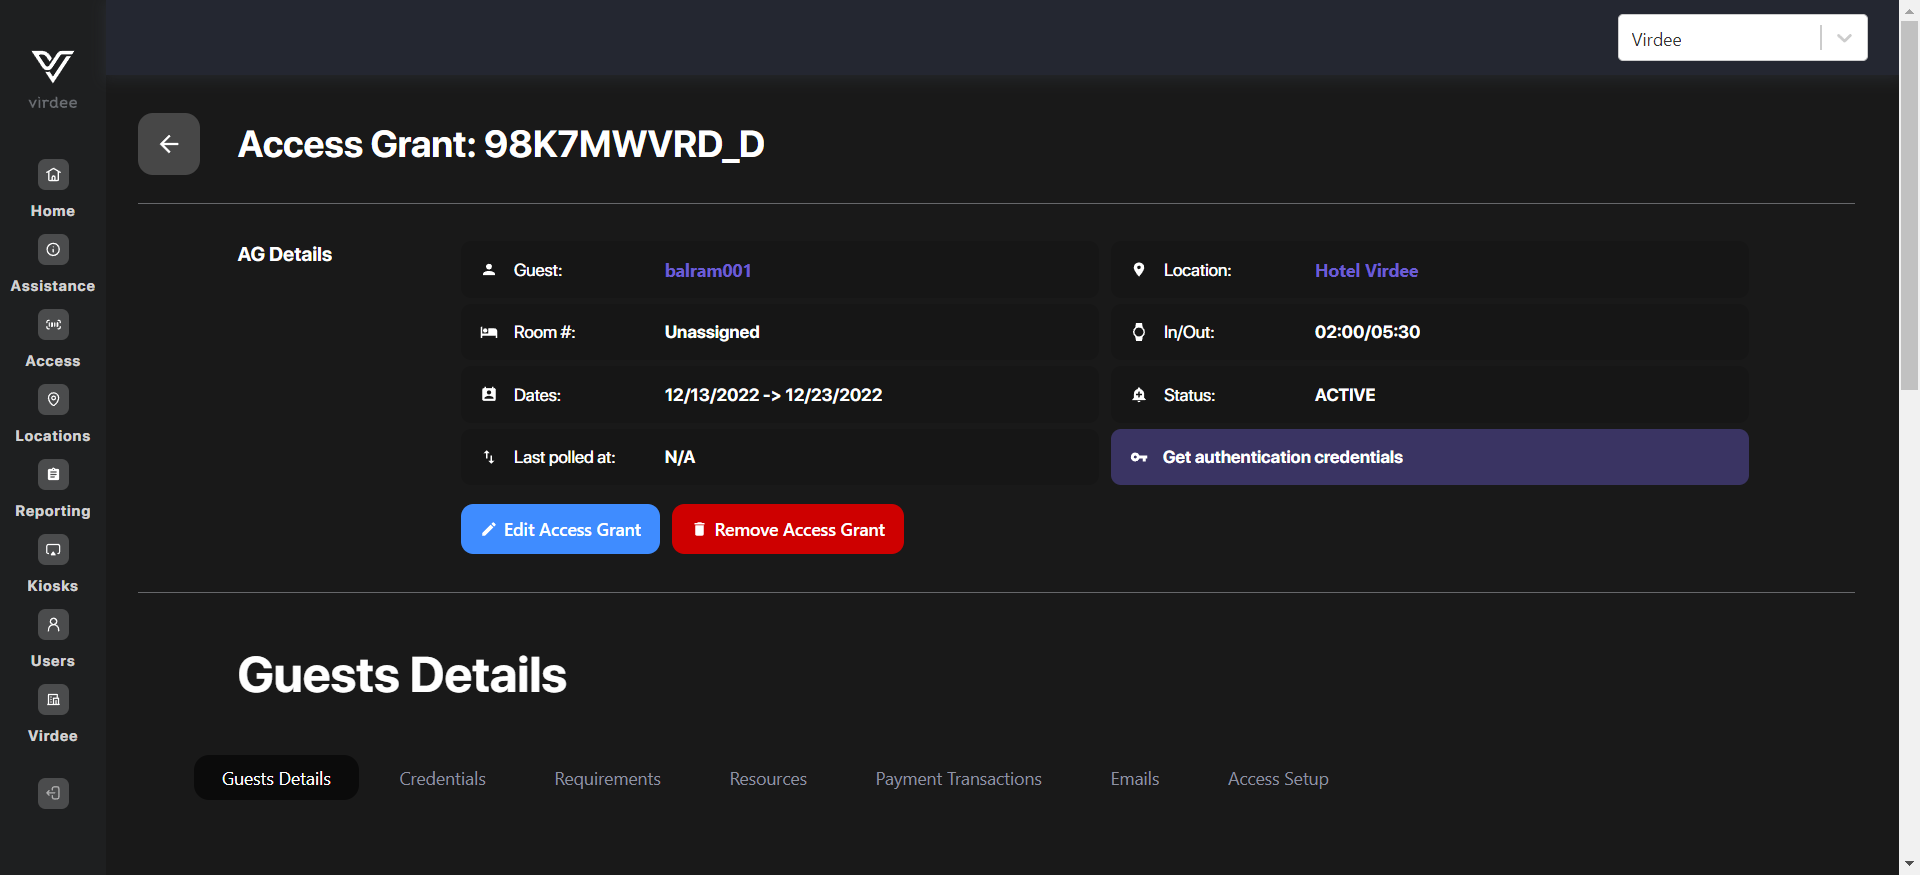 virdee
Virdee
Home
Assistance
Access
Locations
Reporting
Kiosks
Users
Virdee
Access Grant: 98K7MWVRD_D
AG Details
Guest: balram001
Location: Hotel Virdee
Room #: Unassigned
In/Out: 02:00/05:30
Dates: 12/13/2022 -> 12/23/2022
Status: ACTIVE
Last polled at: N/A
Get authentication credentials
Edit Access Grant
Remove Access Grant
Guests Details
Guests Details Credentials Requirements Resources Payment Transactions Emails Access Setup